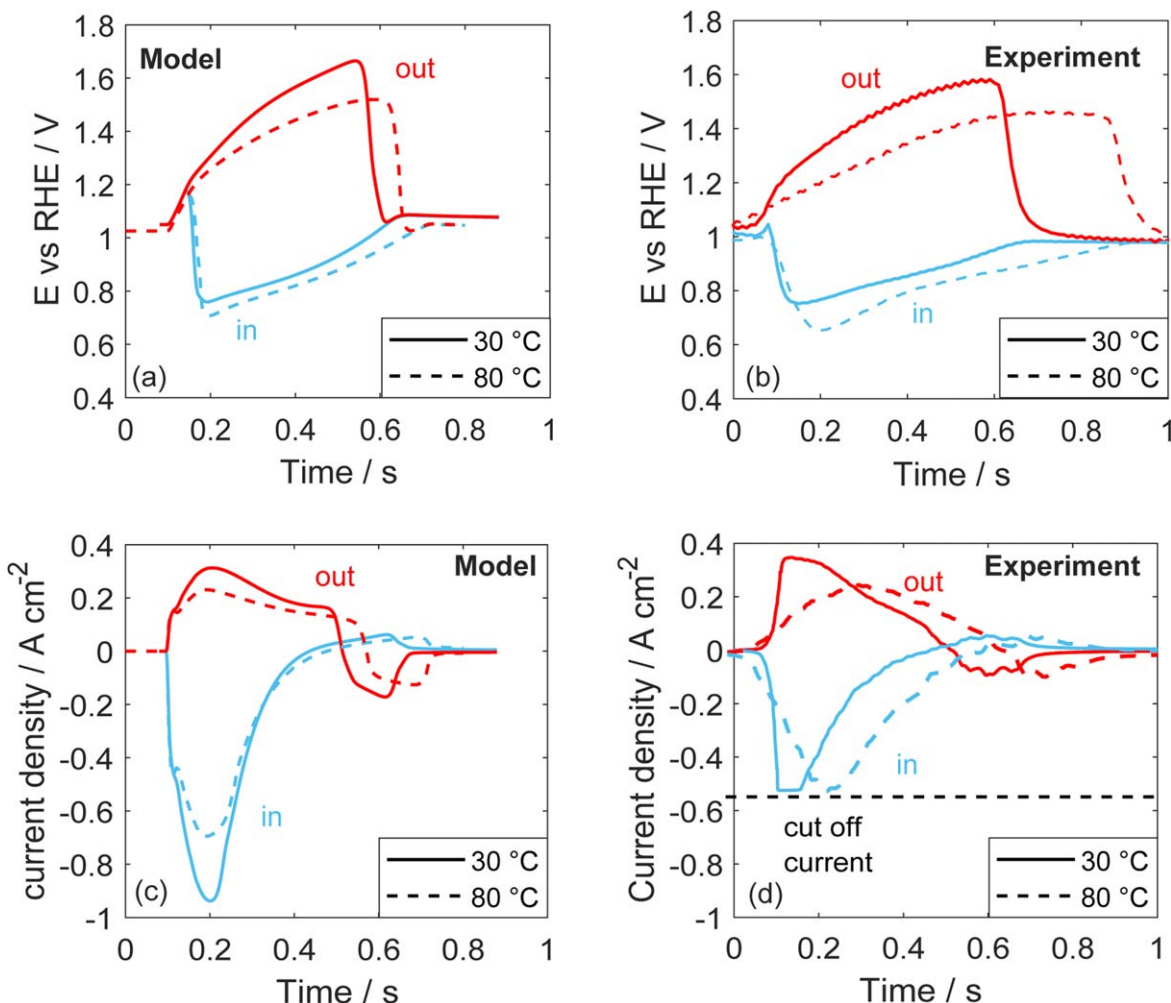 Model
out
in
30 °C
80 °C
(a)
E vs RHE / V
1.8
1.6
1.4
1.2
1
0.8
0.6
0.4
0
0.2
0.4
0.6
0.8
1
Time / s
Experiment
out
in
30 °C
80 °C
(b)
E vs RHE / V
1.8
1.6
1.4
1.2
1
0.8
0.6
0.4
0
0.2
0.4
0.6
0.8
1
Time / s
Model
out
in
30 °C
80 °C
(c)
current density / A cm⁻²
0.4
0.2
0
-0.2
-0.4
-0.6
-0.8
-1
0
0.2
0.4
0.6
0.8
1
Time / s
Experiment
out
in
cut off
current
30 °C
80 °C
(d)
Current density / A cm⁻²
0.4
0.2
0
-0.2
-0.4
-0.6
-0.8
-1
0
0.2
0.4
0.6
0.8
1
Time / s